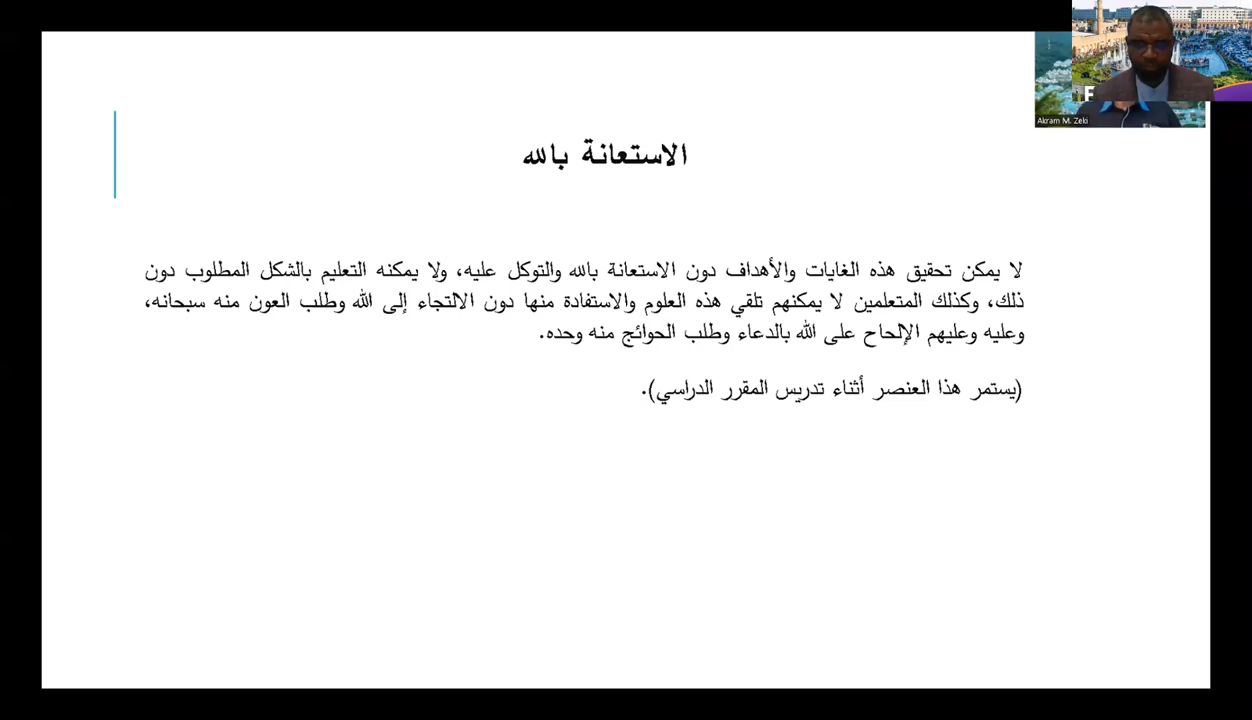 الاستعانة بالله
لا يمكن تحقيق هذه الغايات والأهداف دون الاستعانة بالله والتوكل عليه، ولا يمكنه التعليم بالشكل المطلوب دون
ذلك، وكذلك المتعلمين لا يمكنهم تلقي هذه العلوم والاستفادة منها دون الالتجاء إلى الله وطلب العون منه سبحانه،
وعليه وعليهم الإلحاح على الله بالدعاء وطلب الحوائج منه وحده.
(يستمر هذا العنصر أثناء تدريس المقرر الدراسي).
E
Akram M. Zeki